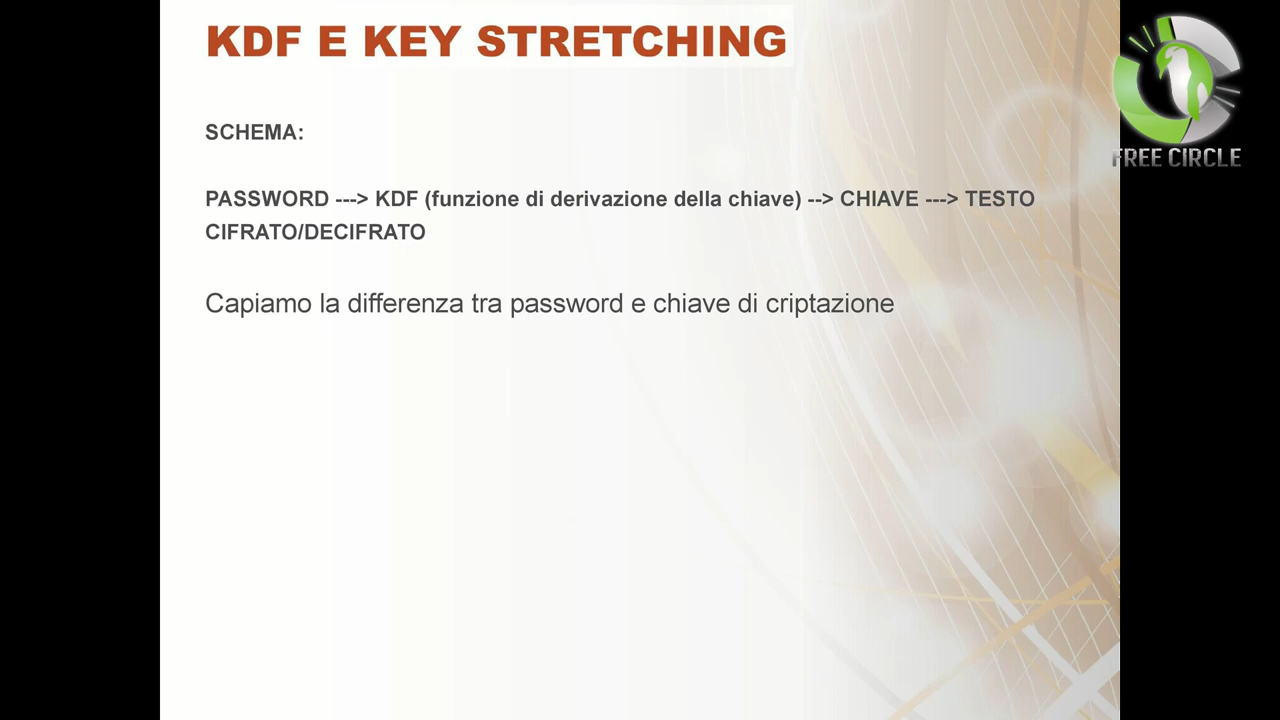 KDF E KEY STRETCHING
FREE CIRCLE
SCHEMA:
PASSWORD ---> KDF (funzione di derivazione della chiave) --> CHIAVE ---> TESTO
CIFRATO/DECIFRATO
Capiamo la differenza tra password e chiave di criptazione